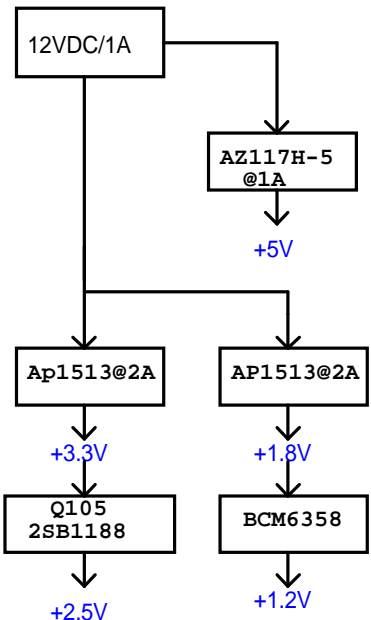 12VDC/1A
AZ117H-5
@1A
+5V
Ap1513@2A
AP1513@2A
+3.3V
+1.8V
Q105
2SB1188
BCM6358
+2.5V
+1.2V